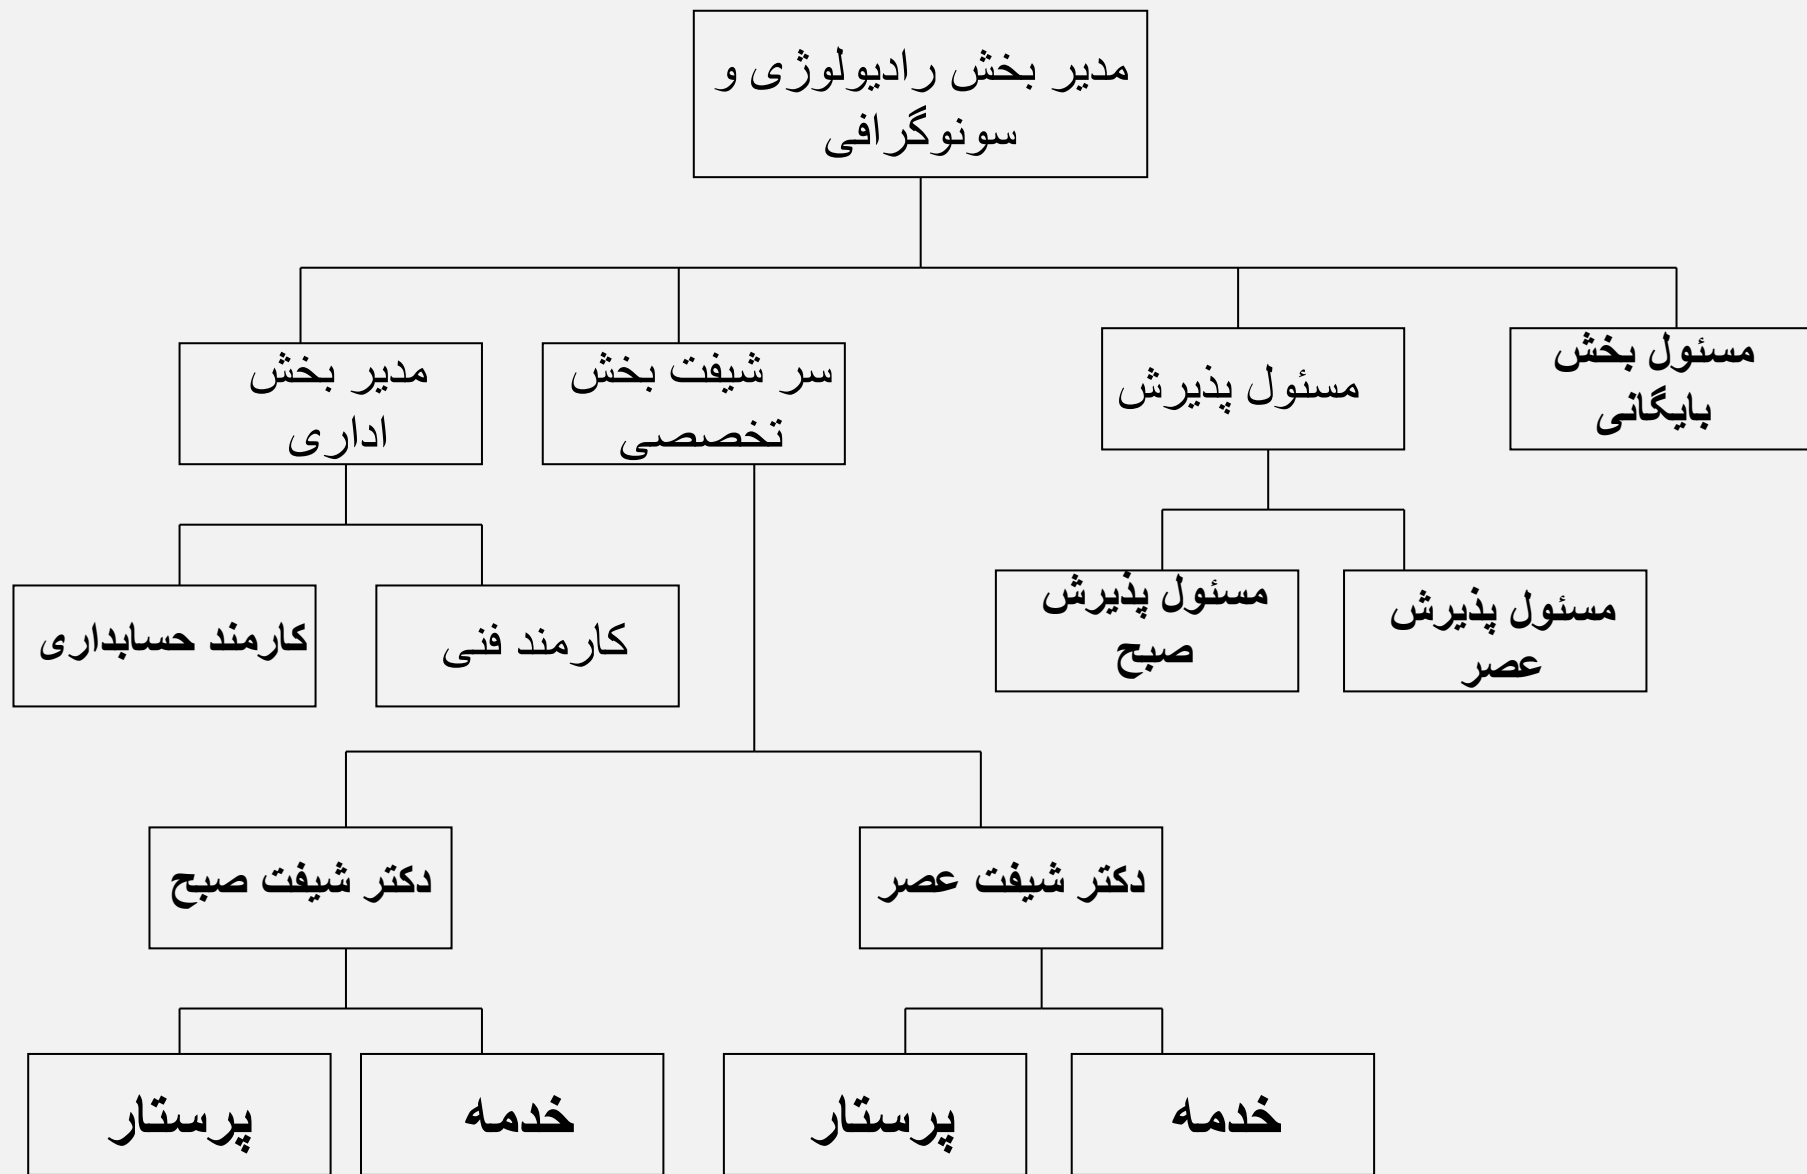 مدیر بخش رادیولوژی و
سونوگرافی
مسئول بخش
بایگانی
مسئول پذیرش
سر شیفت بخش
تخصصی
مدیر بخش
اداری
مسئول پذیرش
عصر
مسئول پذیرش
صبح
کارمند فنی
کارمند حسابداری
دکتر شیفت عصر
دکتر شیفت صبح
خدمه
پرستار
خدمه
پرستار